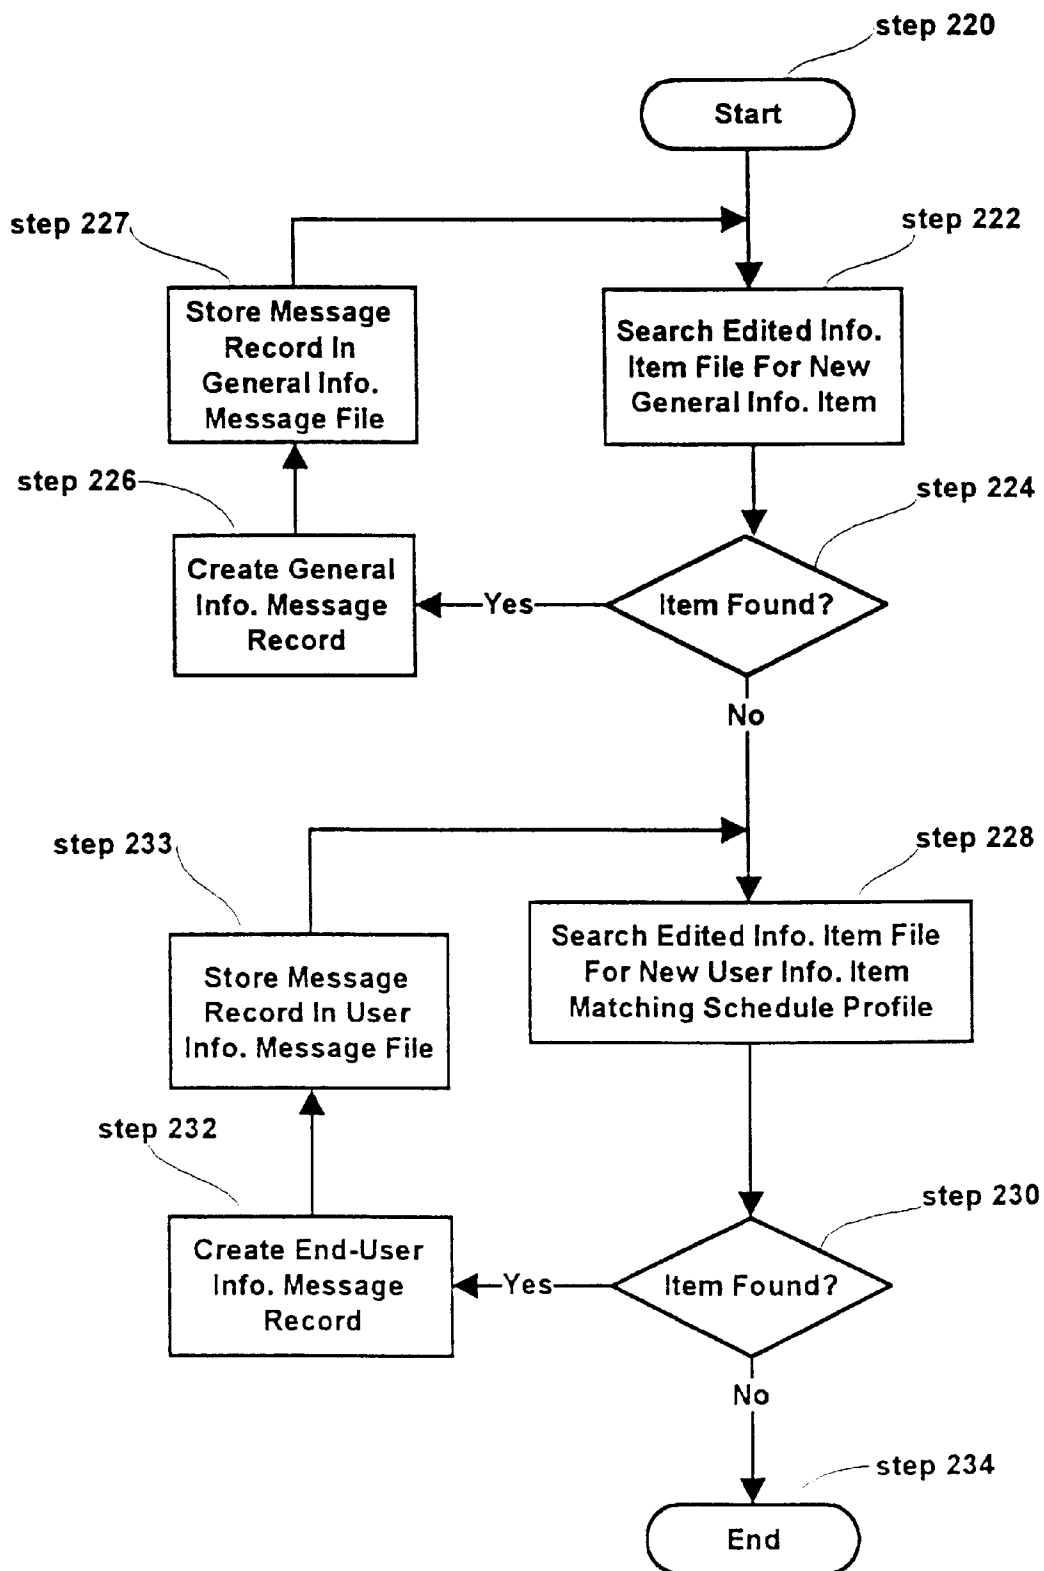 step 220
Start
step 227
step 222
Store Message
Record In
General Info.
Message File
Search Edited Info.
Item File For New
General Info. Item
step 226
step 224
Create General
Info. Message
Record
Yes
Item Found?
No
step 233
step 228
Store Message
Record In User
Info. Message File
Search Edited Info. Item File
For New User Info. Item
Matching Schedule Profile
step 232
step 230
Create End-User
Info. Message
Record
Yes
Item Found?
No
step 234
End